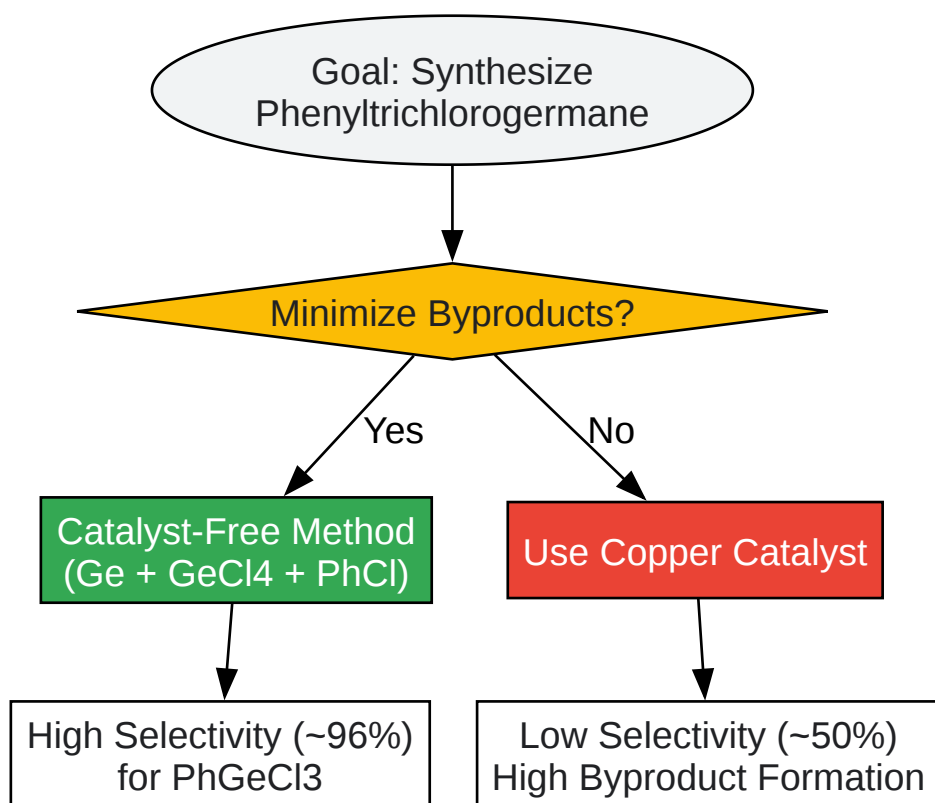 Goal: Synthesize
Phenyltrichlorogermane
Minimize Byproducts?
Yes
No
Catalyst-Free Method
(Ge + GeCl4 + PhCl)
Use Copper Catalyst
High Selectivity (~96%)
for PhGeCl3
Low Selectivity (~50%)
High Byproduct Formation